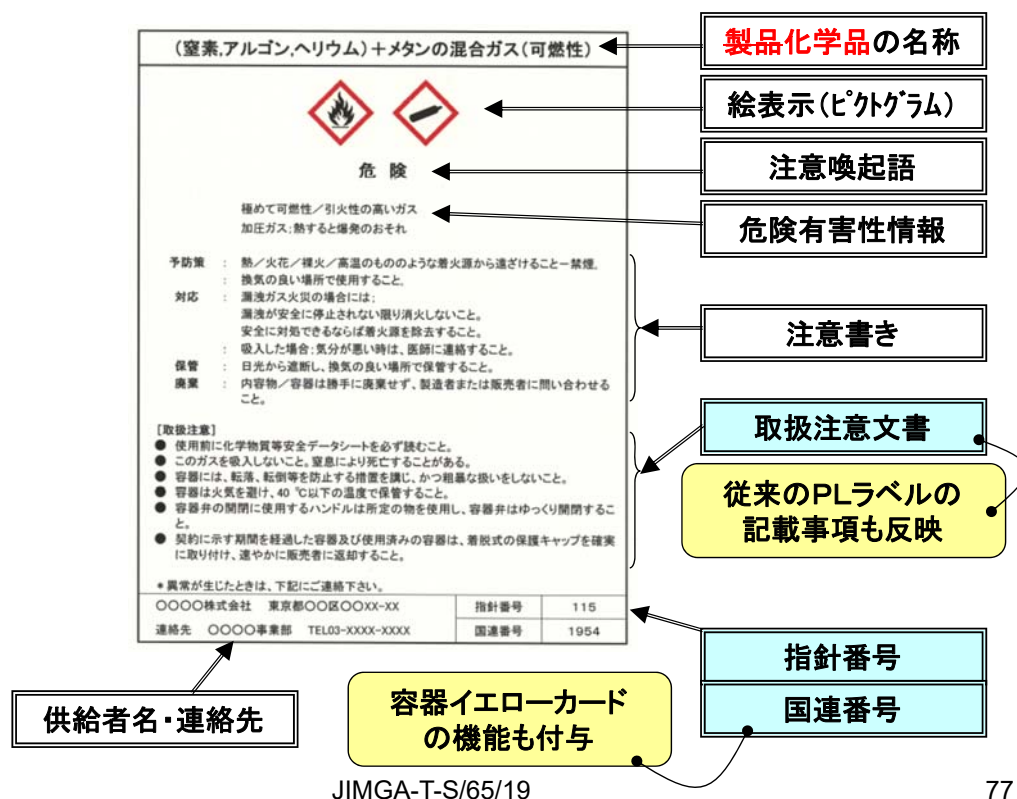 (窒素,アルゴン,ヘリウム)+メタンの混合ガス(可燃性)
危 険
極めて可燃性/引火性の高いガス
加圧ガス;熱すると爆発のおそれ
予防策 : 熱/火花/裸火/高温のもののような着火源から遠ざけることー禁煙。
: 換気の良い場所で使用すること。
対応 : 漏洩ガス火災の場合には;
漏洩が安全に停止されない限り消火しないこと。
安全に対処できるならば着火源を除去すること。
: 吸入した場合;気分が悪い時は、医師に連絡すること。
保管 : 日光から遮断し、換気の良い場所で保管すること。
廃棄 : 内容物/容器は勝手に廃棄せず、製造者または販売者に問い合わせる
こと。
[取扱注意]
● 使用前に化学物質等安全データシートを必ず読むこと。
● このガスを吸入しないこと。窒息により死亡することがある。
● 容器には、転落、転倒等を防止する措置を講じ、かつ粗暴な扱いをしないこと。
● 容器は火気を避け、40 ℃以下の温度で保管すること。
● 容器弁の開閉に使用するハンドルは所定の物を使用し、容器弁はゆっくり開閉するこ
と。
● 契約に示す期間を経過した容器及び使用済みの容器は、着脱式の保護キャップを確実
に取り付け、速やかに販売者に返却すること。
*異常が生じたときは、下記にご連絡下さい。
〇〇〇〇株式会社 東京都〇〇区〇〇XX-XX 指針番号 115
連絡先 〇〇〇〇事業部 TEL03-XXXX-XXXX 国連番号 1954
製品化学品の名称
絵表示(ピクトグラム)
注意喚起語
危険有害性情報
注意書き
取扱注意文書
従来のPLラベルの
記載事項も反映
指針番号
国連番号
供給者名・連絡先
容器イエローカード
の機能も付与
JIMGA-T-S/65/19
77